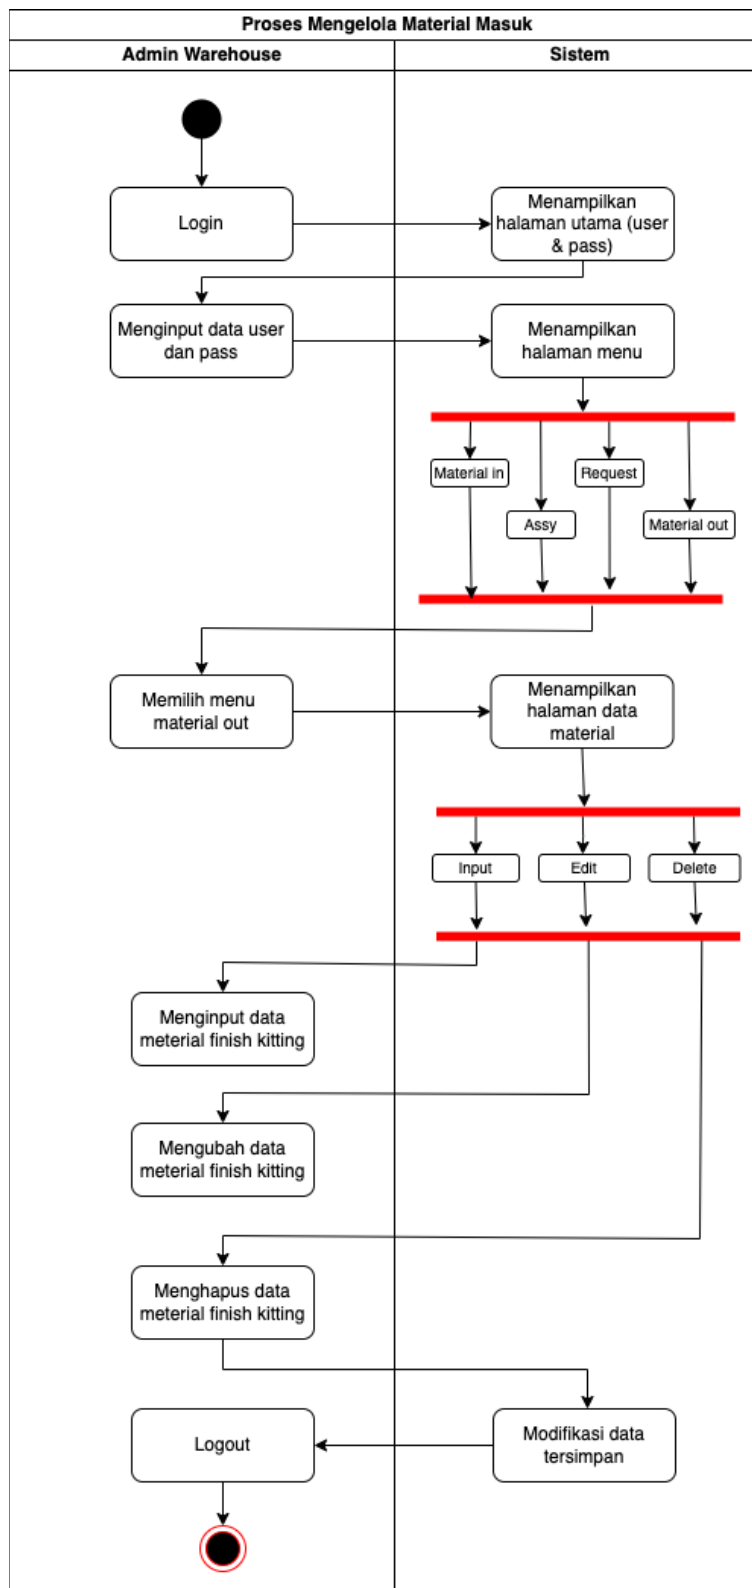 Proses Mengelola Material Masuk
Admin Warehouse
Sistem
Login
Menampilkan
halaman utama (user
& pass)
Menginput data user
dan pass
Menampilkan
halaman menu
Material in
Request
Assy
Material out
Memilih menu
material out
Menampilkan
halaman data
material
Input
Edit
Delete
Menginput data
meterial finish kitting
Mengubah data
meterial finish kitting
Menghapus data
meterial finish kitting
Logout
Modifikasi data
tersimpan